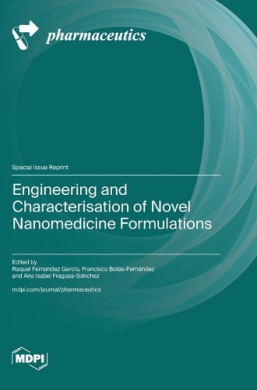 pharmaceutics
Special Issue Reprint
Engineering and
Characterisation of Novel
Nanomedicine Formulations
Edited by
Raquel Fernández García, Francisco Bolás-Fernández
and Ana Isabel Fraguas-Sánchez
mdpi.com/journal/pharmaceutics
MDPI